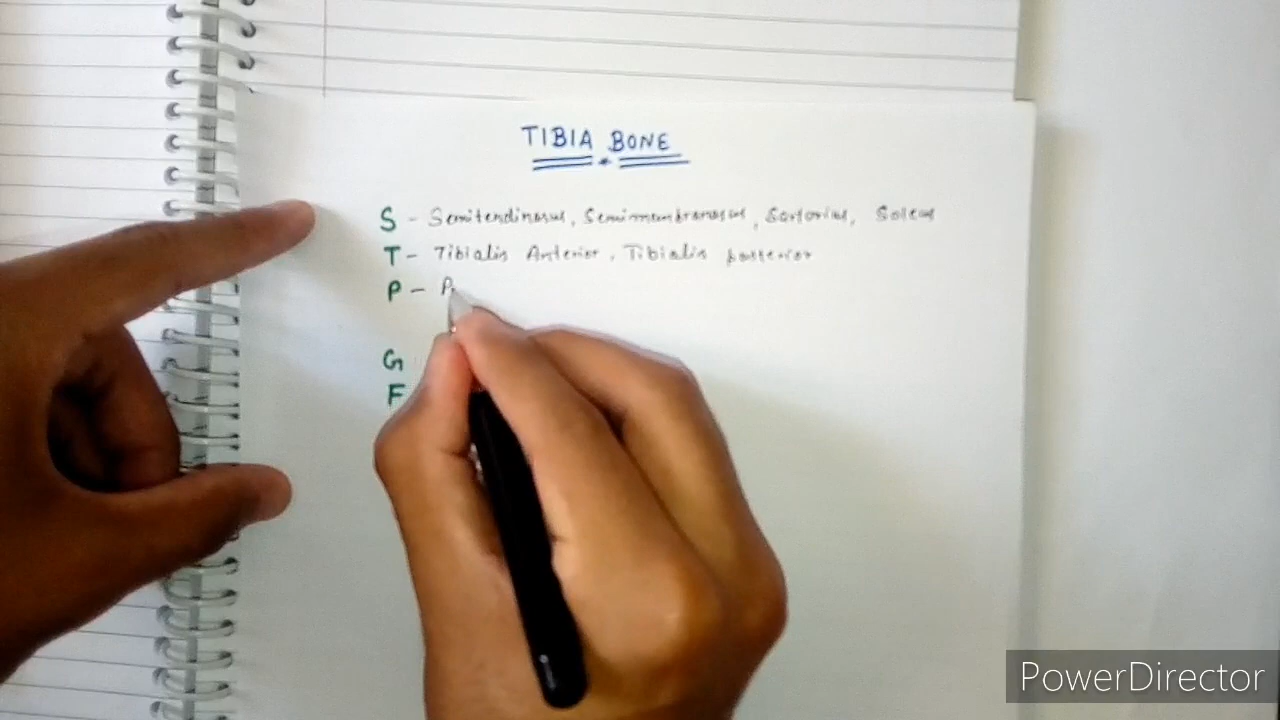 TIBIA BONE
S - Semitendinosus, Semimembranosus, Sartorius, Soleus
T - Tibialis Anterior, Tibialis posterior
P - P
G
F
PowerDirector